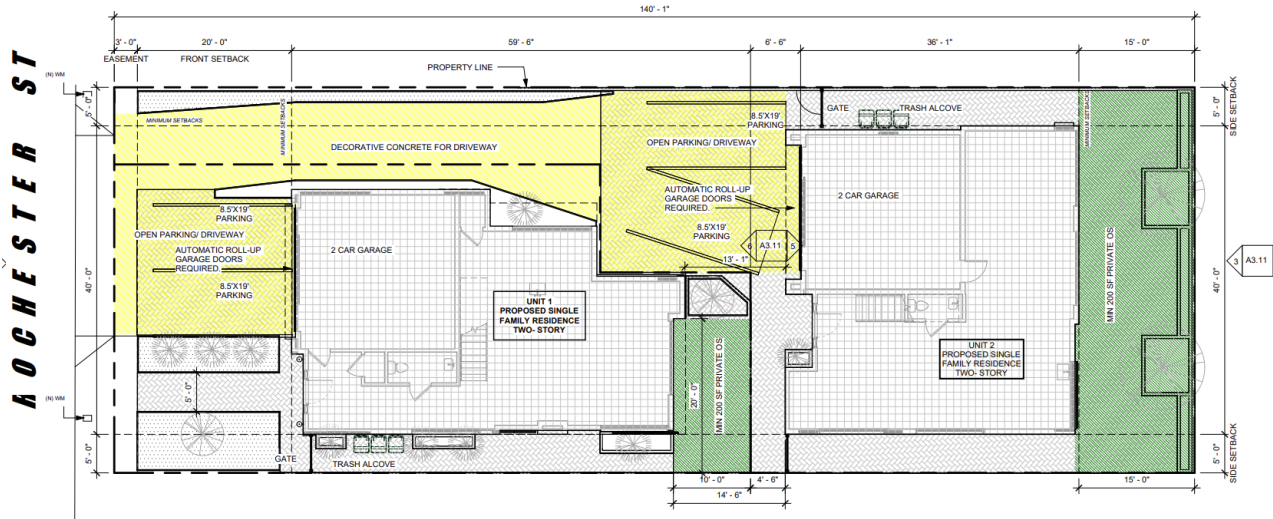 140' - 1"
3' - 0"
20' - 0"
59' - 6"
6' - 6"
36' - 1"
15' - 0"
EASEMENT
FRONT SETBACK
PROPERTY LINE
ROCHESTER ST
(N) WM
5' - 0"
MINIMUM SETBACKS
MINIMUM SETBACKS
DECORATIVE CONCRETE FOR DRIVEWAY
8.5'X19'
PARKING
OPEN PARKING/ DRIVEWAY
GATE
TRASH ALCOVE
MINIMUM SETBACKS
5' - 0"
SIDE SETBACK
AUTOMATIC ROLL-UP
GARAGE DOORS
REQUIRED.
2 CAR GARAGE
8.5'X19'
PARKING
OPEN PARKING/ DRIVEWAY
AUTOMATIC ROLL-UP
GARAGE DOORS
REQUIRED.
2 CAR GARAGE
8.5'X19'
PARKING
6
A3.11
5
13' - 1"
3
A3.11
40' - 0"
8.5'X19'
PARKING
UNIT 1
PROPOSED SINGLE
FAMILY RESIDENCE
TWO- STORY
MIN 200 SF PRIVATE OS
40' - 0"
UNIT 2
PROPOSED SINGLE
FAMILY RESIDENCE
TWO- STORY
20' - 0"
MIN 200 SF PRIVATE OS
5' - 0"
(N) WM
5' - 0"
GATE
TRASH ALCOVE
5' - 0"
SIDE SETBACK
10' - 0"
4' - 6"
14' - 6"
15' - 0"